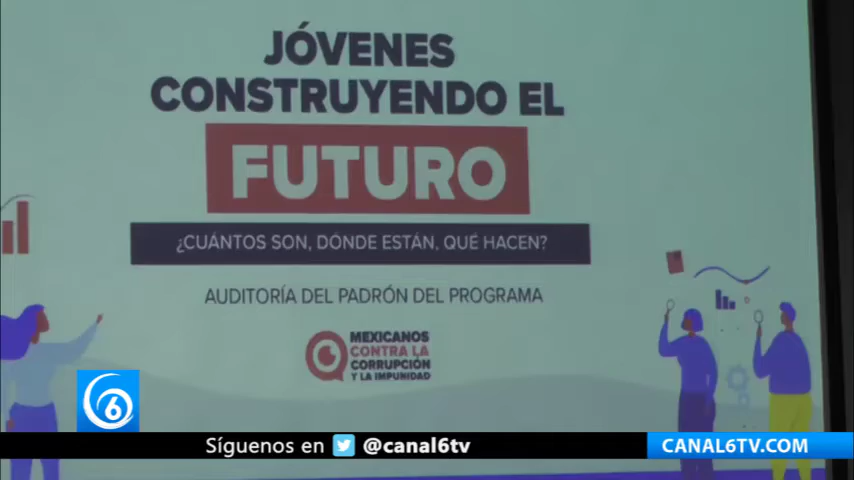 JÓVENES
CONSTRUYENDO EL
FUTURO
¿CUÁNTOS SON, DÓNDE ESTÁN, QUÉ HACEN?
AUDITORÍA DEL PADRÓN DEL PROGRAMA
MEXICANOS
CONTRA LA
CORRUPCIÓN
Y LA IMPUNIDAD
6
Síguenos en @canal6tv
CANAL6TV.COM